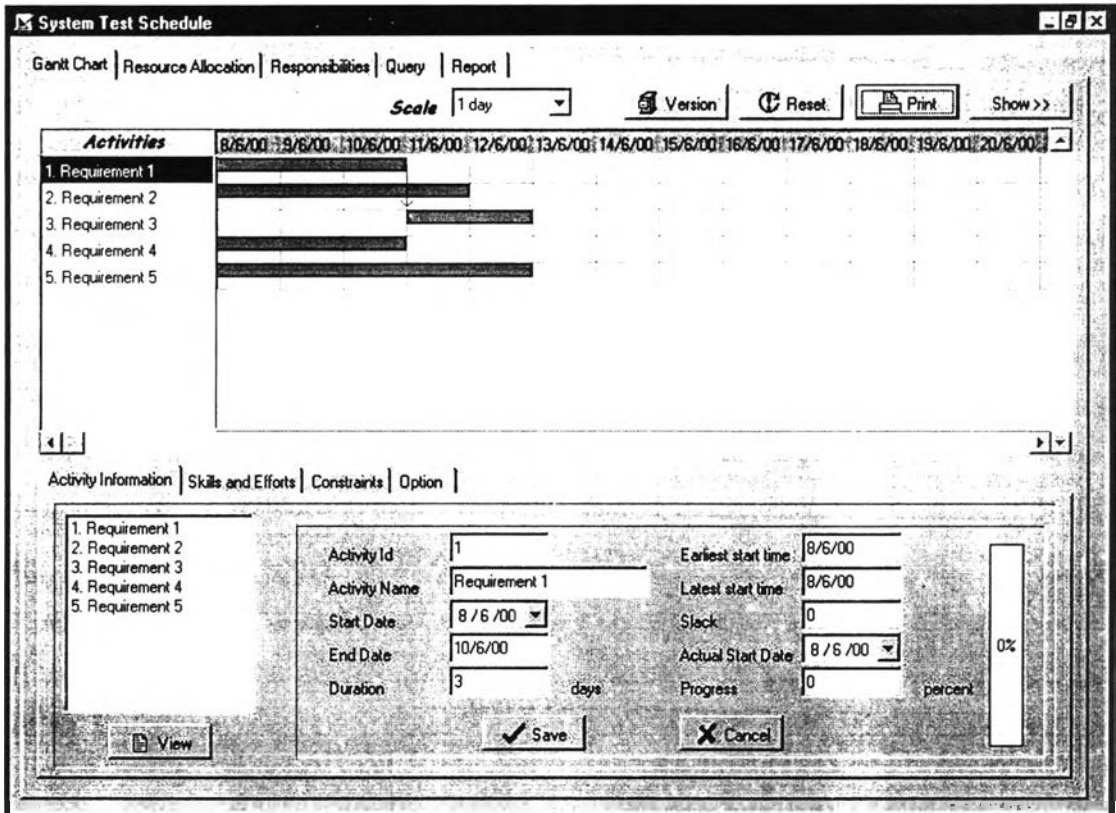 System Test Schedule
Gantt Chart Resource Allocation Responsibilities Query Report
Scale 1 day Version Reset Print Show >>
Activities 8/6/00 9/6/00 10/6/00 11/6/00 12/6/00 13/6/00 14/6/00 15/6/00 16/6/00 17/6/00 18/6/00 19/6/00 20/6/00
1. Requirement 1
2. Requirement 2
3. Requirement 3
4. Requirement 4
5. Requirement 5
Activity Information Skills and Efforts Constraints Option
1. Requirement 1
2. Requirement 2
3. Requirement 3
4. Requirement 4
5. Requirement 5
View
Activity Id 1
Activity Name Requirement 1
Start Date 8 / 6 /00
End Date 10/6/00
Duration 3 days
Save
Earliest start time 8/6/00
Latest start time 8/6/00
Slack 0
Actual Start Date 8 / 6 /00
Progress 0 percent
Cancel
0%